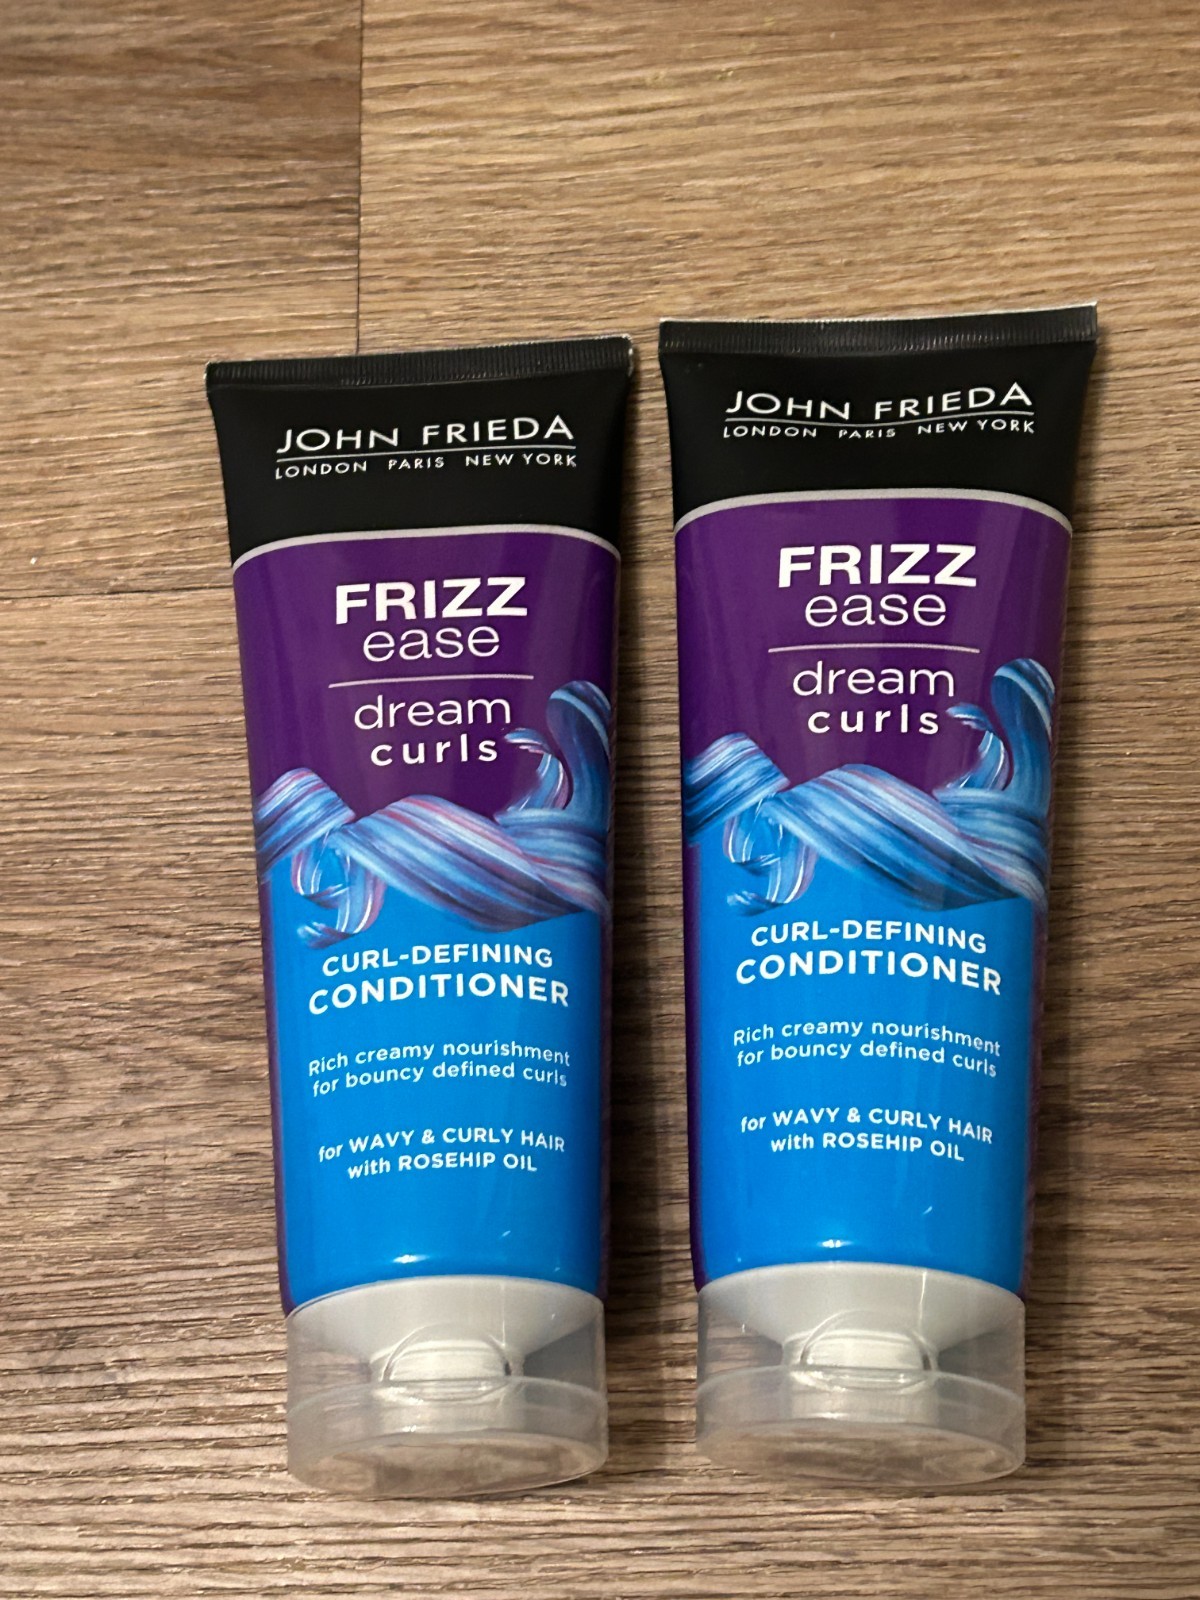 JOHN FRIEDA
LONDON PARIS NEW YORK
FRIZZ
ease
dream
curls
CURL-DEFINING
CONDITIONER
Rich creamy nourishment
for bouncy defined curls
for WAVY & CURLY HAIR
with ROSEHIP OIL
JOHN FRIEDA
LONDON PARIS NEW YORK
FRIZZ
ease
dream
curls
CURL-DEFINING
CONDITIONER
Rich creamy nourishment
for bouncy defined curls
for WAVY & CURLY HAIR
with ROSEHIP OIL